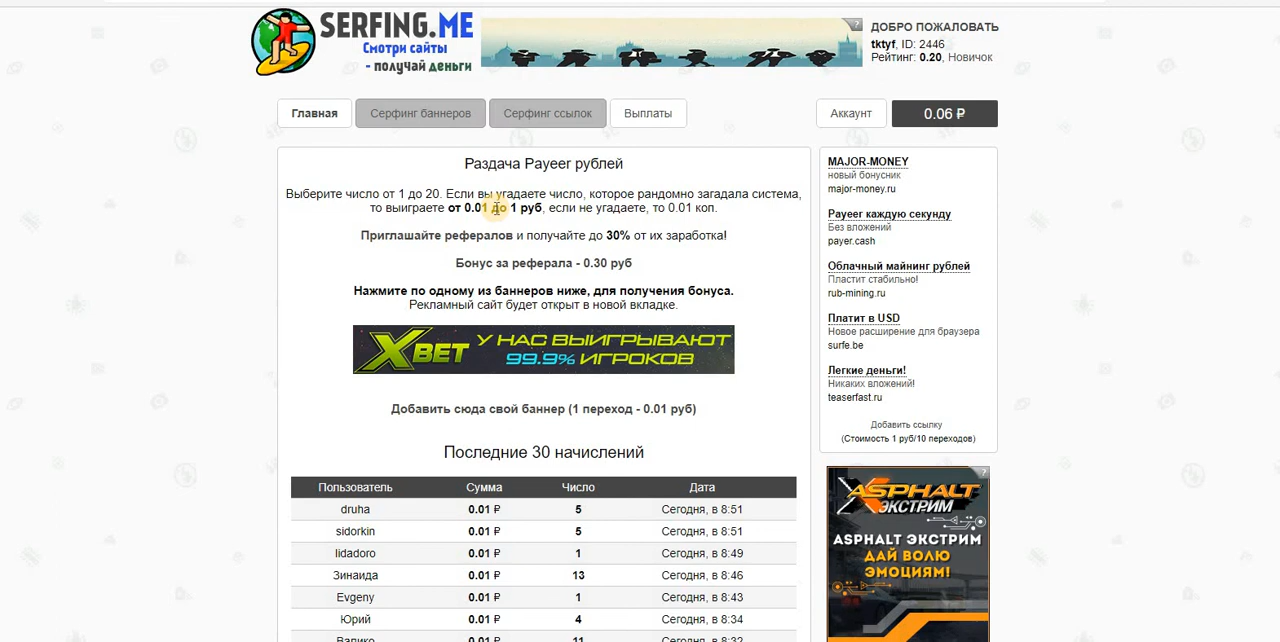 SERFING.ME
Смотри сайты
- получай деньги
?
ДОБРО ПОЖАЛОВАТЬ
tktyf, ID: 2446
Рейтинг: 0.20, Новичок
Главная
Серфинг баннеров
Серфинг ссылок
Выплаты
Аккаунт
0.06 ₽
Раздача Payeer рублей
Выберите число от 1 до 20. Если вы угадаете число, которое рандомно загадала система,
то выиграете от 0.01 до 1 руб, если не угадаете, то 0.01 коп.
Приглашайте рефералов и получайте до 30% от их заработка!
Бонус за реферала - 0.30 руб
Нажмите по одному из баннеров ниже, для получения бонуса.
Рекламный сайт будет открыт в новой вкладке.
XBET
У НАС ВЫИГРЫВАЮТ
99.9% ИГРОКОВ
Добавить сюда свой баннер (1 переход - 0.01 руб)
Последние 30 начислений
Пользователь Сумма Число Дата
druha 0.01 ₽ 5 Сегодня, в 8:51
sidorkin 0.01 ₽ 5 Сегодня, в 8:51
lidadoro 0.01 ₽ 1 Сегодня, в 8:49
Зинаида 0.01 ₽ 13 Сегодня, в 8:46
Evgeny 0.01 ₽ 1 Сегодня, в 8:43
Юрий 0.01 ₽ 4 Сегодня, в 8:34
Валико 0.01 ₽ 11 Сегодня, в 8:32
MAJOR-MONEY
новый бонусник
major-money.ru
Payeer каждую секунду
Без вложений
payer.cash
Облачный майнинг рублей
Пластит стабильно!
rub-mining.ru
Платит в USD
Новое расширение для браузера
surfe.be
Легкие деньги!
Никаких вложений!
teaserfast.ru
Добавить ссылку
(Стоимость 1 руб/10 переходов)
?
ASPHALT
ЭКСТРИМ
ASPHALT ЭКСТРИМ
ДАЙ ВОЛЮ
ЭМОЦИЯМ!